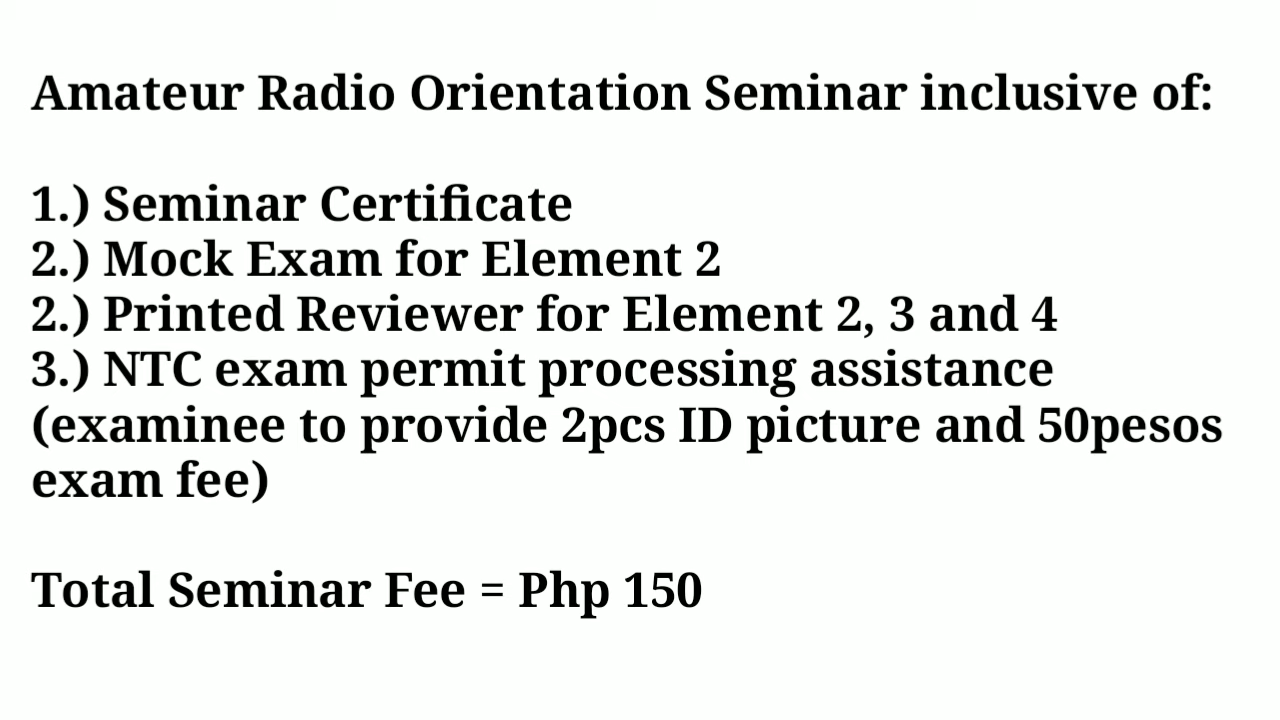 Amateur Radio Orientation Seminar inclusive of:
1.) Seminar Certificate
2.) Mock Exam for Element 2
2.) Printed Reviewer for Element 2, 3 and 4
3.) NTC exam permit processing assistance
(examinee to provide 2pcs ID picture and 50pesos
exam fee)
Total Seminar Fee = Php 150